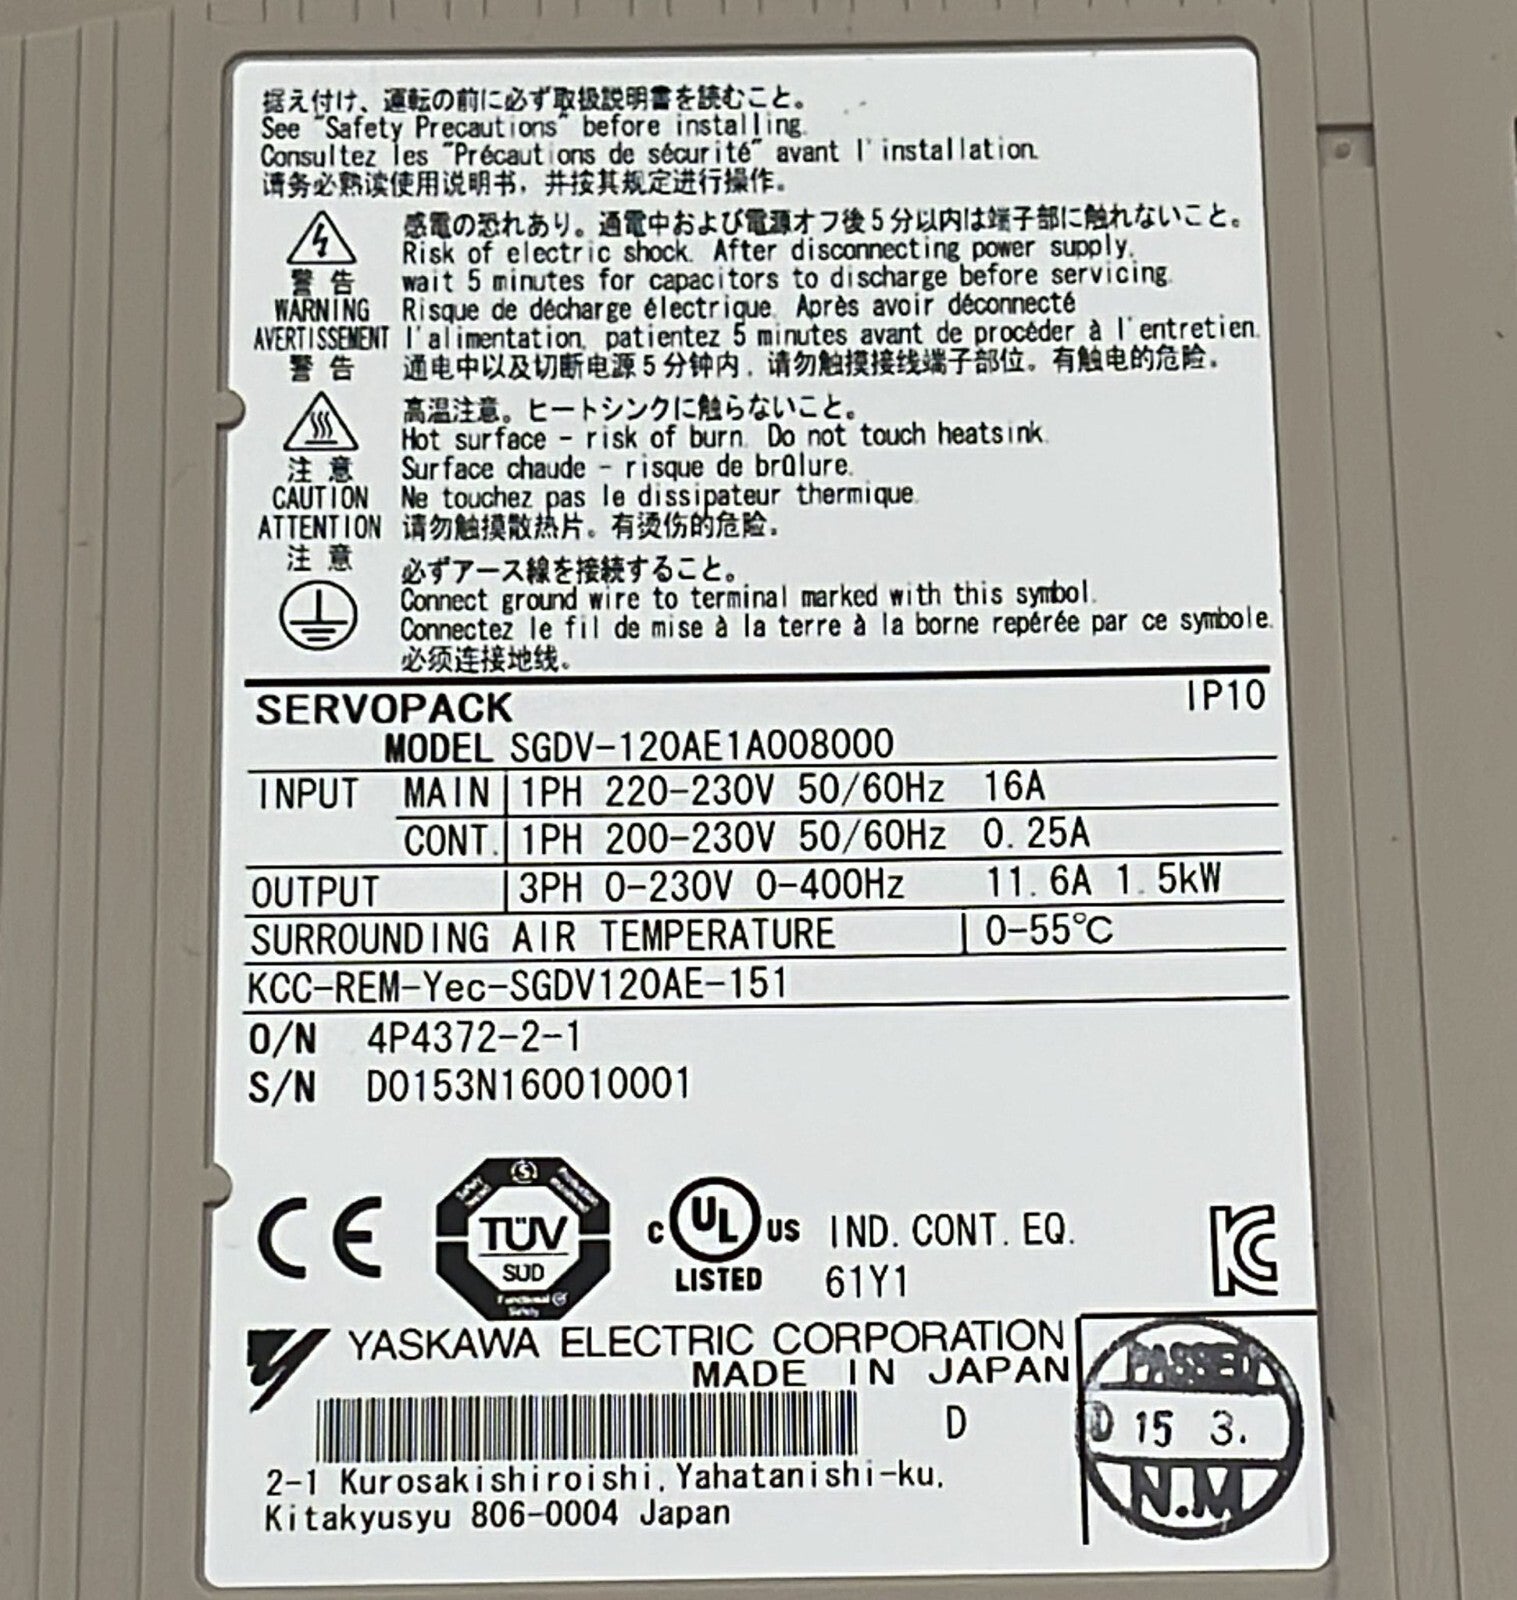 据え付け、運転の前に必ず取扱説明書を読むこと。
See "Safety Precautions" before installing.
Consultez les "Précautions de sécurité" avant l'installation.
请务必熟读使用说明书，并按其规定进行操作。
感電の恐れあり。通電中および電源オフ後5分以内は端子部に触れないこと。
Risk of electric shock. After disconnecting power supply,
警告 wait 5 minutes for capacitors to discharge before servicing.
WARNING Risque de décharge électrique. Après avoir déconnecté
AVERTISSEMENT l'alimentation, patientez 5 minutes avant de procéder à l'entretien.
警告 通电中以及切断电源5分钟内，请勿触摸接线端子部位。有触电的危险。
高温注意。ヒートシンクに触らないこと。
Hot surface - risk of burn. Do not touch heatsink.
注意 Surface chaude - risque de brûlure.
CAUTION Ne touchez pas le dissipateur thermique.
ATTENTION 请勿触摸散热片。有烫伤的危险。
注意
必ずアース線を接続すること。
Connect ground wire to terminal marked with this symbol.
Connectez le fil de mise à la terre à la borne repérée par ce symbole.
必须连接地线。
SERVOPACK IP10
MODEL SGDV-120AE1A008000
INPUT MAIN 1PH 220-230V 50/60Hz 16A
CONT. 1PH 200-230V 50/60Hz 0.25A
OUTPUT 3PH 0-230V 0-400Hz 11.6A 1.5kW
SURROUNDING AIR TEMPERATURE 0-55℃
KCC-REM-Yec-SGDV120AE-151
O/N 4P4372-2-1
S/N D0153N160010001
CE TÜV SÜD Functional Safety C UL US LISTED IND. CONT. EQ. 61Y1
YASKAWA ELECTRIC CORPORATION
MADE IN JAPAN
D
2-1 Kurosakishiroishi, Yahatanishi-ku,
Kitakyusyu 806-0004 Japan
PASSED
D 15 3.
N.M